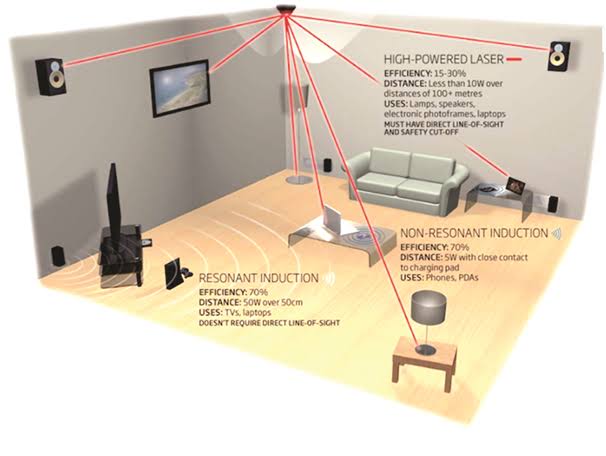 HIGH-POWERED LASER
EFFICIENCY: 15-30%
DISTANCE: Less than 10W over
distances of 100+ metres
USES: Lamps, speakers,
electronic photoframes, laptops
MUST HAVE DIRECT LINE-OF-SIGHT
AND SAFETY CUT-OFF
NON-RESONANT INDUCTION
EFFICIENCY: 70%
DISTANCE: 5W with close contact
to charging pad
USES: Phones, PDAs
RESONANT INDUCTION
EFFICIENCY: 70%
DISTANCE: 50W over 50cm
USES: TVs, laptops
DOESN'T REQUIRE DIRECT LINE-OF-SIGHT